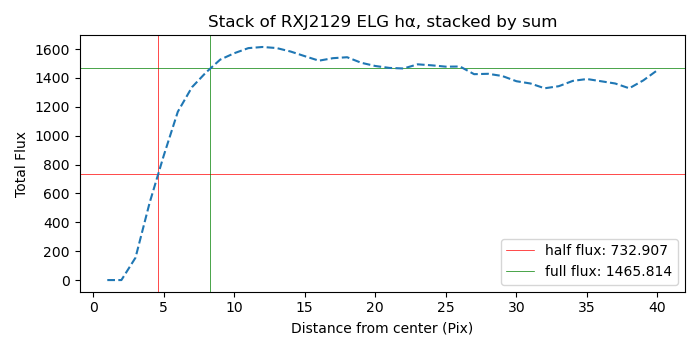 Stack of RXJ2129 ELG hα, stacked by sum
Total Flux
1600
1400
1200
1000
800
600
400
200
0
half flux: 732.907
full flux: 1465.814
0 5 10 15 20 25 30 35 40
Distance from center (Pix)